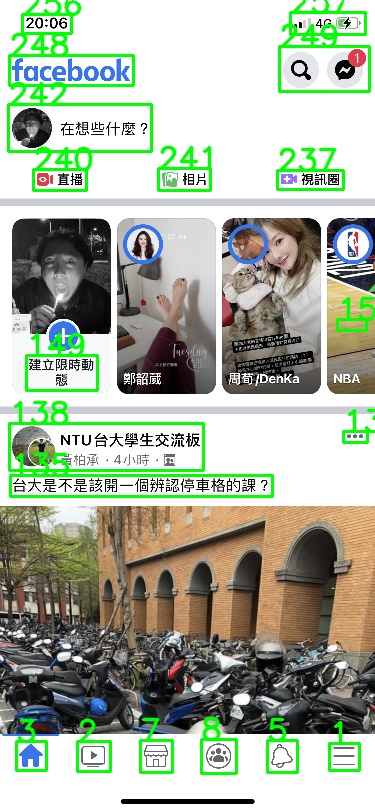 256
20:06
257
4G
248
facebook
249
1
242
在想些什麼？
240
直播
241
相片
237
視訊圈
Tuesday
15
149
建立限時動態
鄭韶葳
周荀/DenKa
NBA
138
NTU台大學生交流板
黃柏承・4小時・
13
135
台大是不是該開一個辨認停車格的課？
3
9
7
8
5
1